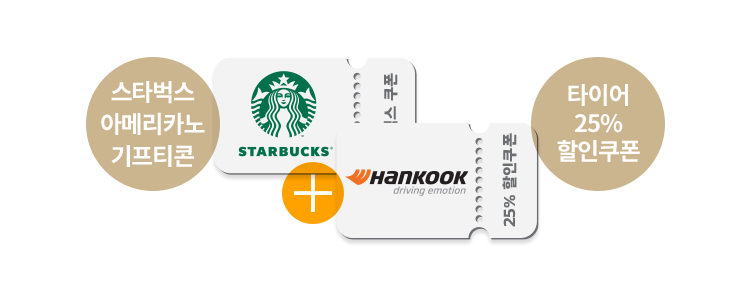 스타벅스
아메리카노
기프티콘
STARBUCKS
스 쿠폰
HANKOOK
driving emotion
25% 할인쿠폰
타이어
25%
할인쿠폰